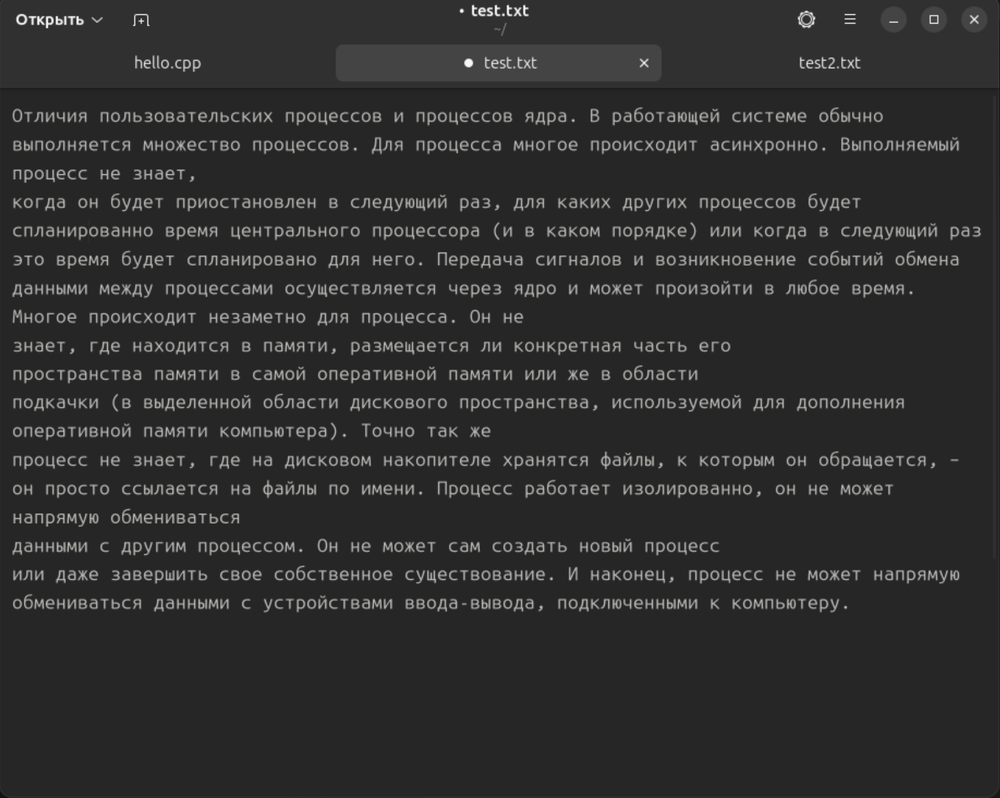 Открыть
• test.txt
~/
hello.cpp
● test.txt
test2.txt
Отличия пользовательских процессов и процессов ядра. В работающей системе обычно
выполняется множество процессов. Для процесса многое происходит асинхронно. Выполняемый
процесс не знает,
когда он будет приостановлен в следующий раз, для каких других процессов будет
спланированно время центрального процессора (и в каком порядке) или когда в следующий раз
это время будет спланировано для него. Передача сигналов и возникновение событий обмена
данными между процессами осуществляется через ядро и может произойти в любое время.
Многое происходит незаметно для процесса. Он не
знает, где находится в памяти, размещается ли конкретная часть его
пространства памяти в самой оперативной памяти или же в области
подкачки (в выделенной области дискового пространства, используемой для дополнения
оперативной памяти компьютера). Точно так же
процесс не знает, где на дисковом накопителе хранятся файлы, к которым он обращается, –
он просто ссылается на файлы по имени. Процесс работает изолированно, он не может
напрямую обмениваться
данными с другим процессом. Он не может сам создать новый процесс
или даже завершить свое собственное существование. И наконец, процесс не может напрямую
обмениваться данными с устройствами ввода-вывода, подключенными к компьютеру.